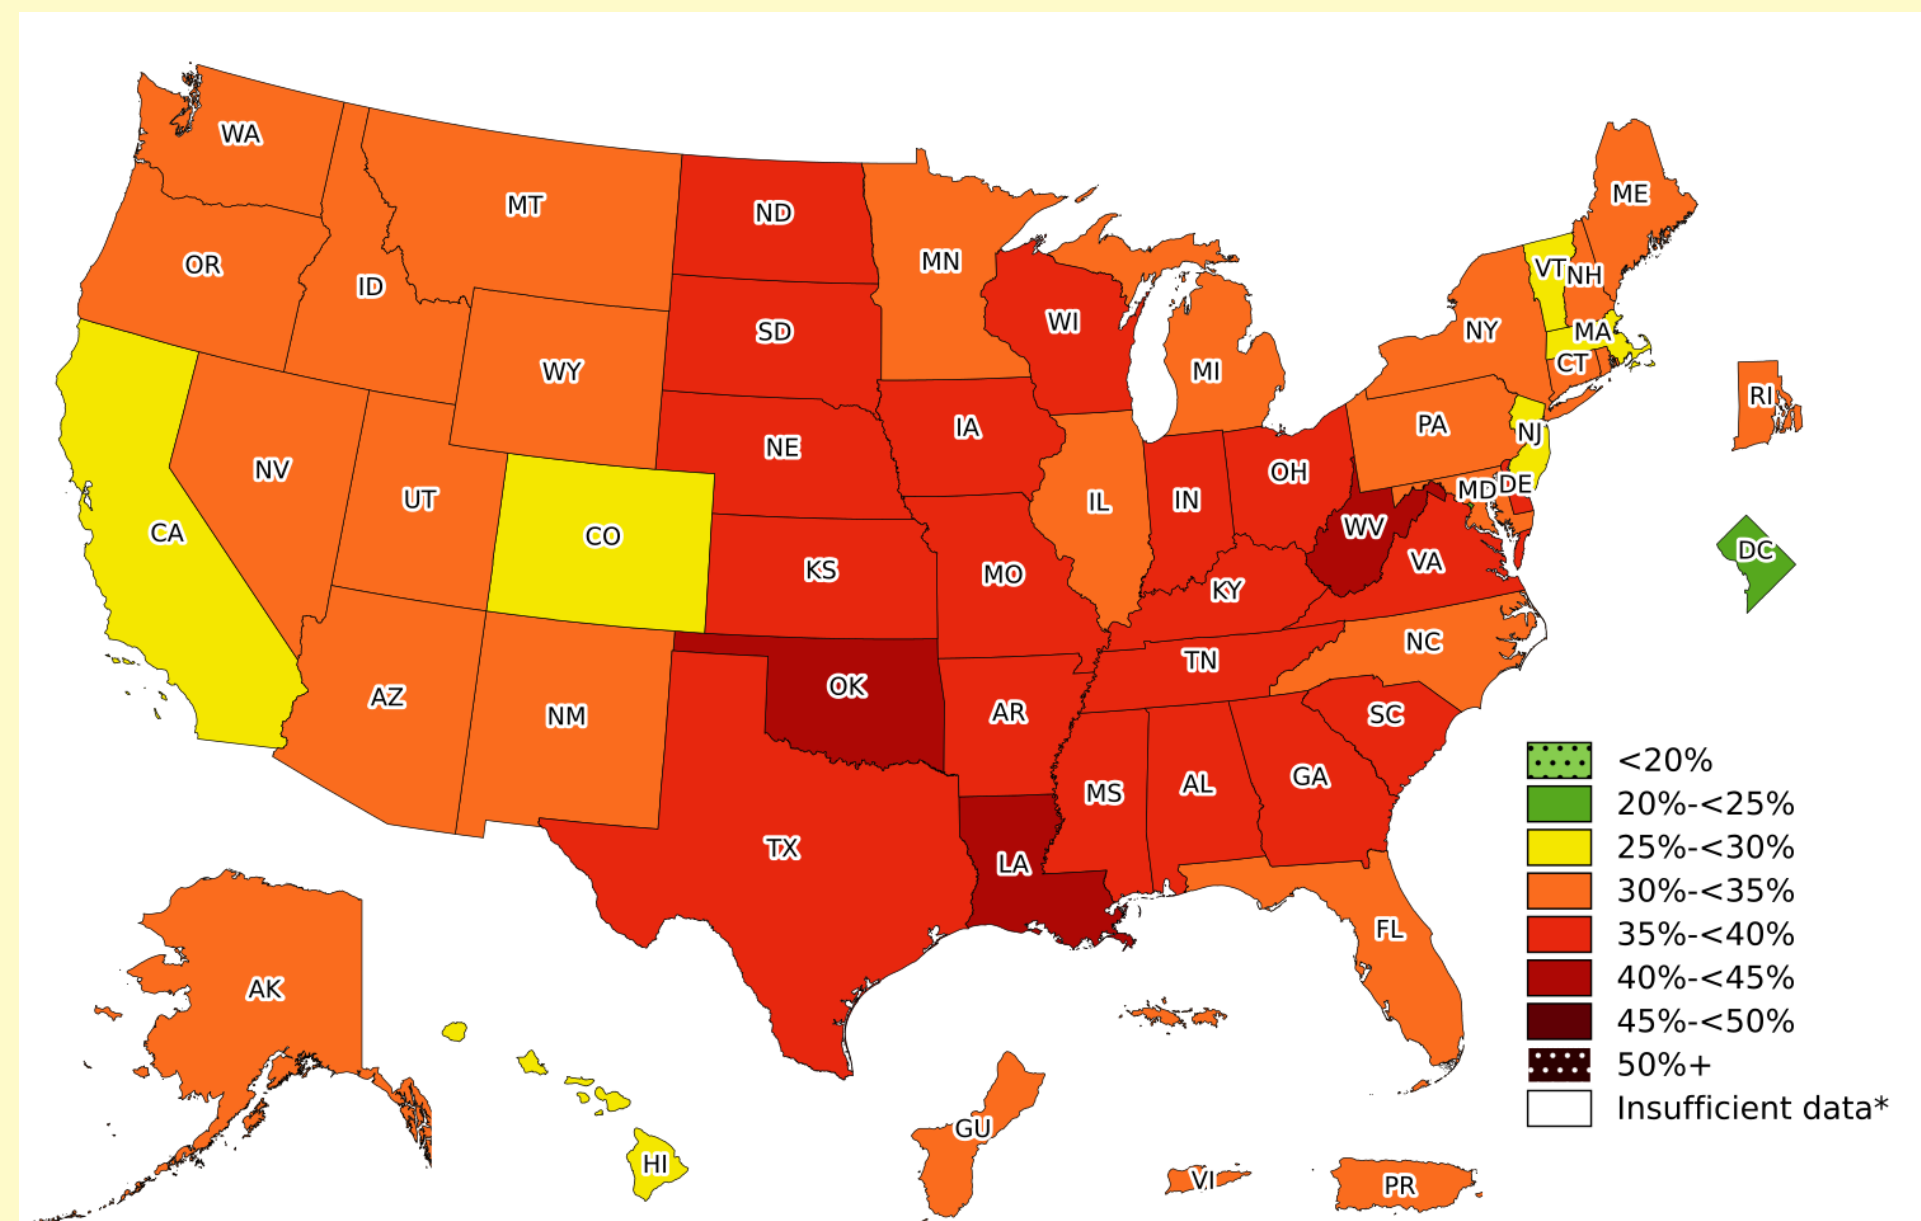 WA
MT
ND
MN
ME
OR
ID
SD
WI
MI
VT
NH
NY
MA
CT
WY
NE
IA
PA
NJ
RI
NV
UT
CO
IL
IN
OH
MD
DE
CA
KS
MO
KY
WV
VA
DC
AZ
NM
OK
AR
TN
NC
SC
TX
LA
MS
AL
GA
FL
AK
HI
GU
VI
PR
<20%
20%-<25%
25%-<30%
30%-<35%
35%-<40%
40%-<45%
45%-<50%
50%+
Insufficient data*